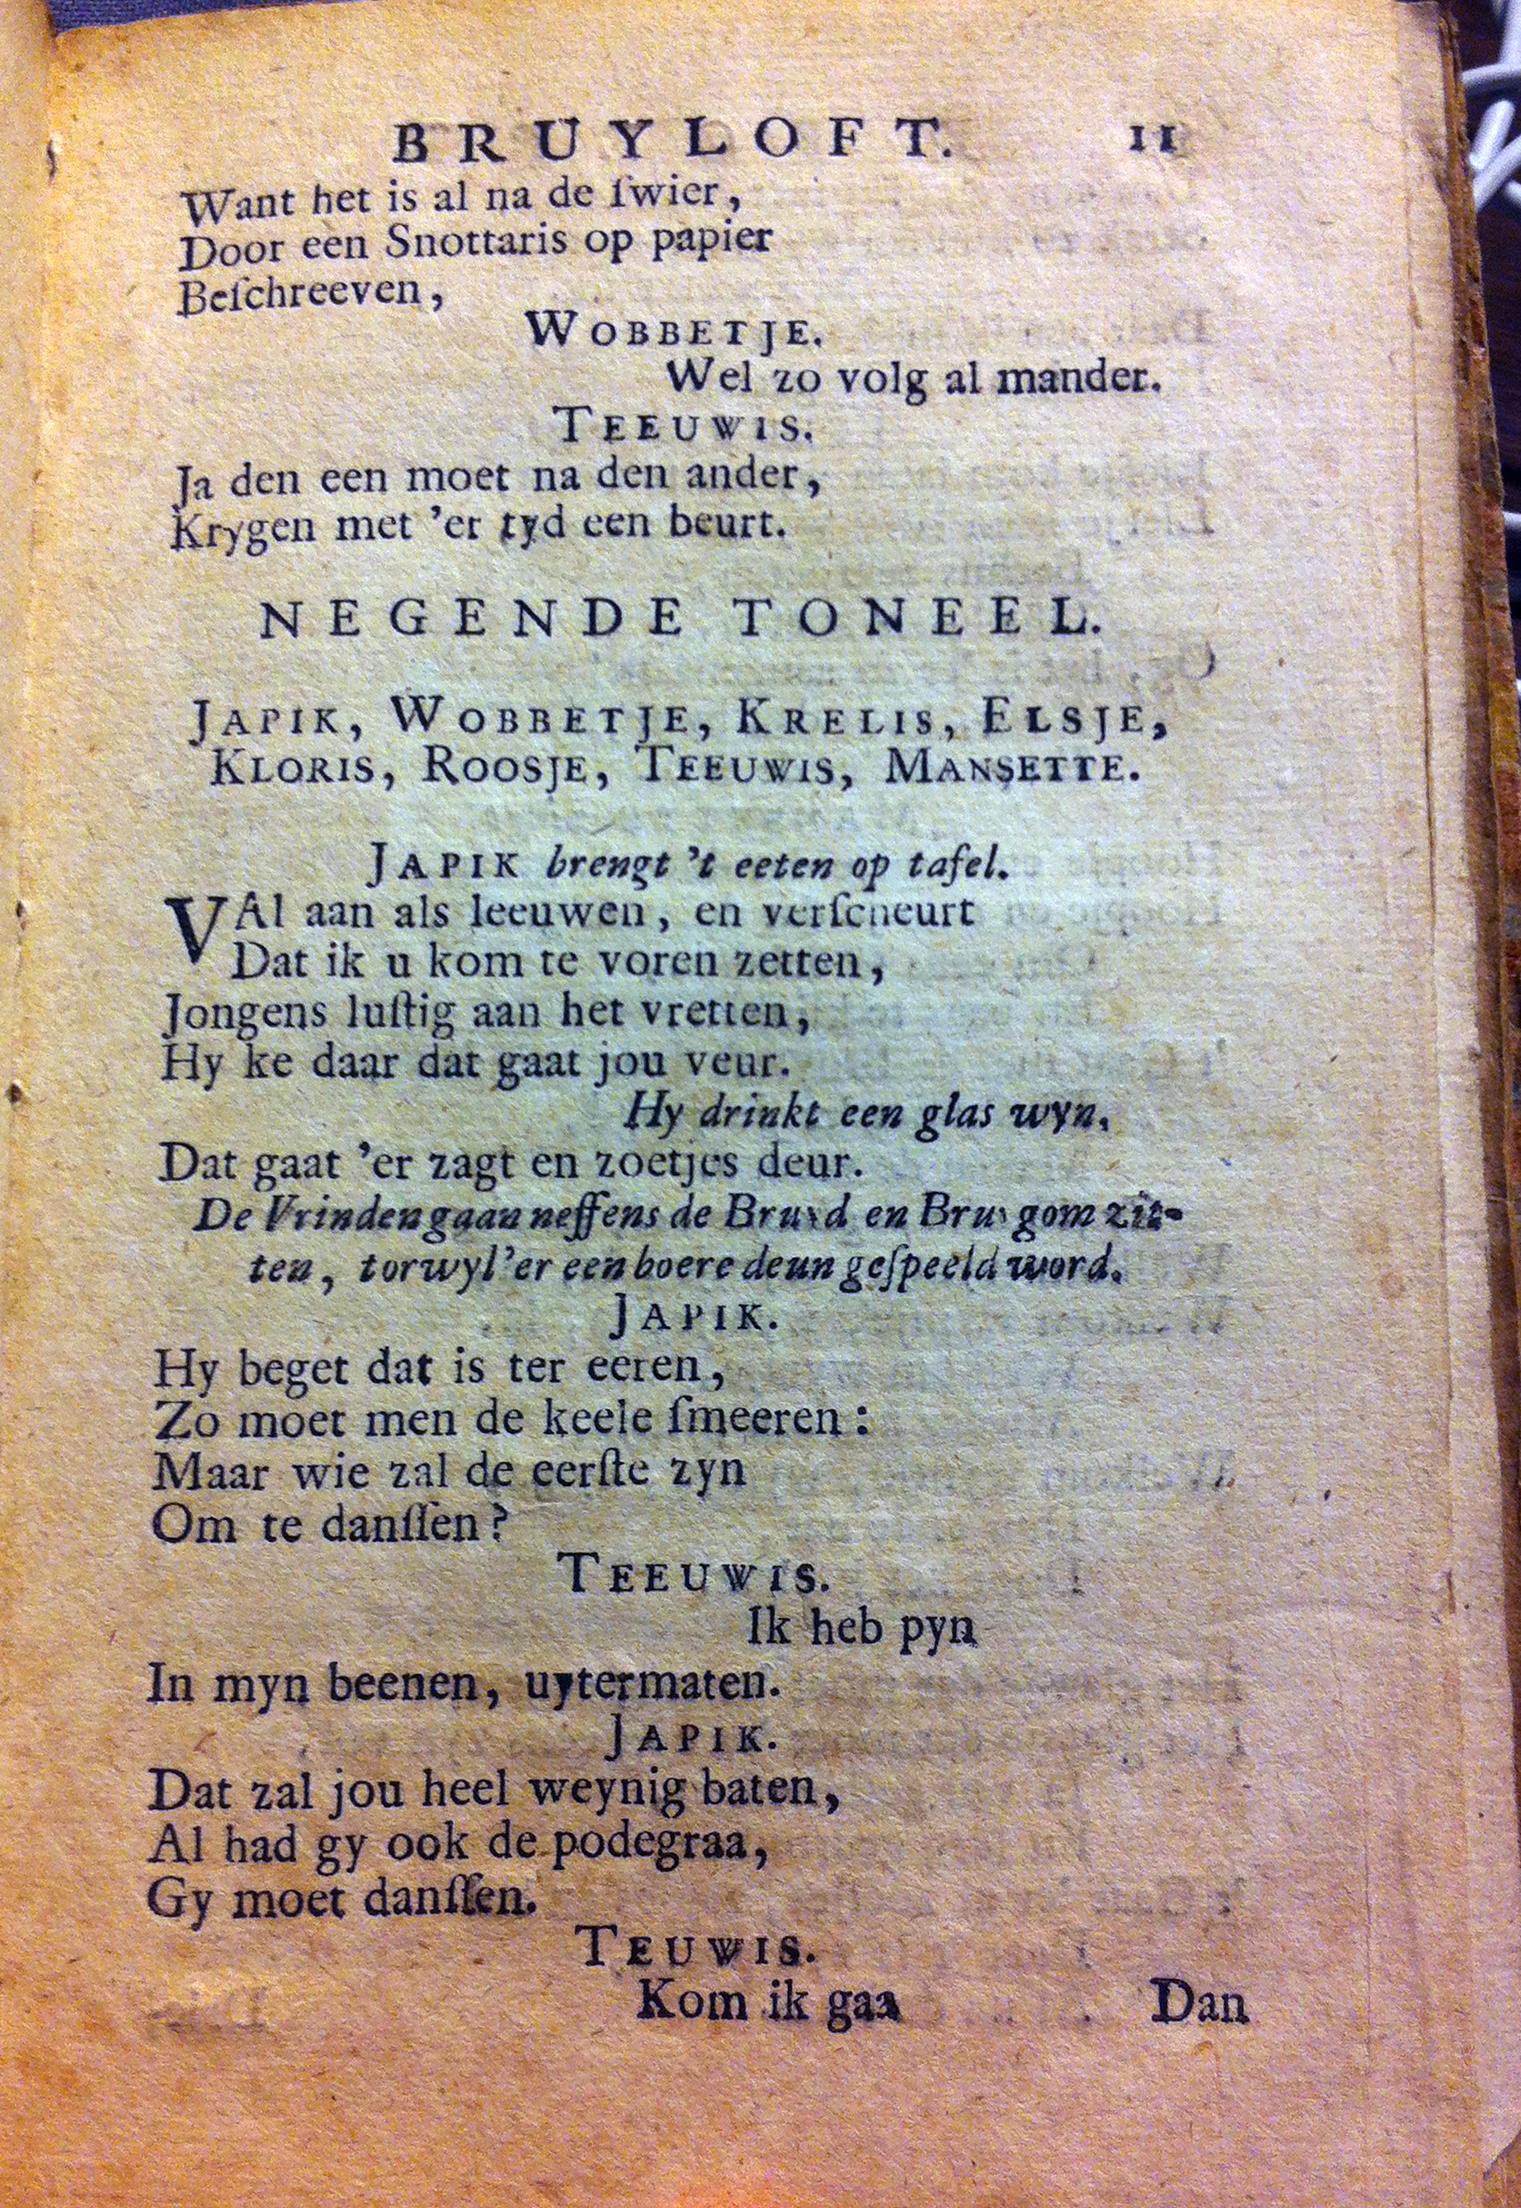 BRUYLOFT. 11
Want het is al na de ſwier,
Door een Snottaris op papier
Beſchreeven,
WOBBETJE.
Wel zo volg al mander.
TEEUWIS.
Ja den een moet na den ander,
Krygen met 'er tyd een beurt.
NEGENDE TONEEL.
JAPIK, WOBBETJE, KRELIS, ELSJE,
KLORIS, ROOSJE, TEEUWIS, MANSETTE.
JAPIK brengt 't eeten op tafel.
VAl aan als leeuwen, en verſcheurt
Dat ik u kom te voren zetten,
Jongens luſtig aan het vretten,
Hy ke daar dat gaat jou veur.
Hy drinkt een glas wyn.
Dat gaat 'er zagt en zoetjes deur.
De Vrinden gaan neffens de Bruyd en Bruygom zit-
ten, torwyl 'er een boere deun geſpeeld word.
JAPIK.
Hy beget dat is ter eeren,
Zo moet men de keele ſmeeren:
Maar wie zal de eerſte zyn
Om te danſſen?
TEEUWIS.
Ik heb pyn
In myn beenen, uytermaten.
JAPIK.
Dat zal jou heel weynig baten,
Al had gy ook de podegraa,
Gy moet danſſen.
TEUWIS.
Kom ik gaa Dan